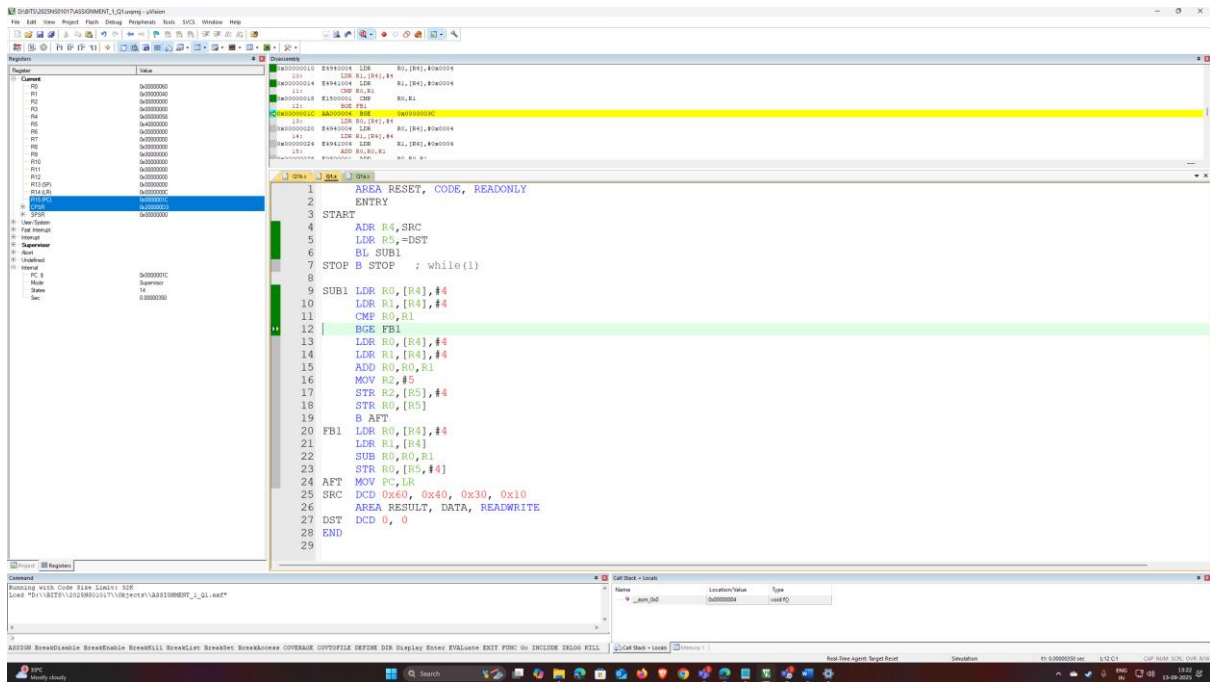 D:\BITS\2025HS01017\ASSIGNMENT_1_Q1.uvproj - µVision
File Edit View Project Flash Debug Peripherals Tools SVCS Window Help
Registers
Register Value
Current
R0 0x00000060
R1 0x00000040
R2 0x00000000
R3 0x00000000
R4 0x00000058
R5 0x40000000
R6 0x00000000
R7 0x00000000
R8 0x00000000
R9 0x00000000
R10 0x00000000
R11 0x00000000
R12 0x00000000
R13 (SP) 0x00000000
R14 (LR) 0x0000000C
R15 (PC) 0x0000001C
CPSR 0x200000D3
SPSR 0x00000000
User/System
Fast Interrupt
Interrupt
Supervisor
Abort
Undefined
Internal
PC $ 0x0000001C
Mode Supervisor
States 14
Sec 0.00000350
Project Registers
Disassembly
0x00000010 E4940004 LDR R0,[R4],#0x0004
10: LDR R1,[R4],#4
0x00000014 E4941004 LDR R1,[R4],#0x0004
11: CMP R0,R1
0x00000018 E1500001 CMP R0,R1
12: BGE FB1
0x0000001C AA000006 BGE 0x0000003C
13: LDR R0,[R4],#4
0x00000020 E4940004 LDR R0,[R4],#0x0004
14: LDR R1,[R4],#4
0x00000024 E4941004 LDR R1,[R4],#0x0004
15: ADD R0,R0,R1
0x00000028 E0800001 ADD R0,R0,R1
Q1.s
1 AREA RESET, CODE, READONLY
2 ENTRY
3 START
4 ADR R4,SRC
5 LDR R5,=DST
6 BL SUB1
7 STOP B STOP ; while(1)
8
9 SUB1 LDR R0,[R4],#4
10 LDR R1,[R4],#4
11 CMP R0,R1
12 BGE FB1
13 LDR R0,[R4],#4
14 LDR R1,[R4],#4
15 ADD R0,R0,R1
16 MOV R2,#5
17 STR R2,[R5],#4
18 STR R0,[R5]
19 B AFT
20 FB1 LDR R0,[R4],#4
21 LDR R1,[R4]
22 SUB R0,R0,R1
23 STR R0,[R5,#4]
24 AFT MOV PC,LR
25 SRC DCD 0x60, 0x40, 0x30, 0x10
26 AREA RESULT, DATA, READWRITE
27 DST DCD 0, 0
28 END
29
Command
Running with Code Size Limit: 32K
Load "D:\\BITS\\2025HS01017\\Objects\\ASSIGNMENT_1_Q1.axf"
>
ASSIGN BreakDisable BreakEnable BreakKill BreakList BreakSet BreakAccess COVERAGE COVTOFILE DEFINE DIR Display Enter EVALuate EXIT FUNC Go INCLUDE IRLOG KILL
Call Stack + Locals
Name Location/Value Type
__asm_0x0 0x00000004 void f()
Call Stack + Locals Memory 1
Real-Time Agent: Target Reset Simulation t1: 0.00000350 sec L:12 C:1 CAP NUM SCRL OVR R/W
33°C
Mostly cloudy
Search
ENG
IN
13:22
13-09-2025